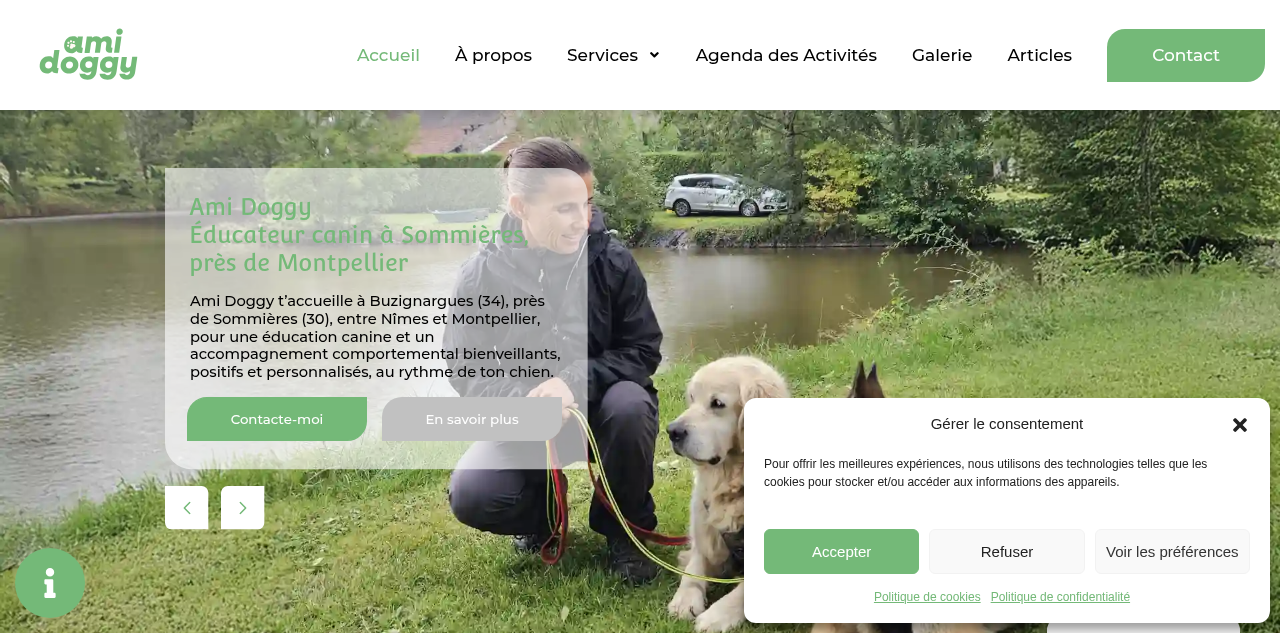 ami
doggy
Accueil
À propos
Services
Agenda des Activités
Galerie
Articles
Contact
Ami Doggy
Éducateur canin à Sommières,
près de Montpellier
Ami Doggy t’accueille à Buzignargues (34), près
de Sommières (30), entre Nîmes et Montpellier,
pour une éducation canine et un
accompagnement comportemental bienveillants,
positifs et personnalisés, au rythme de ton chien.
Contacte-moi
En savoir plus
Gérer le consentement
Pour offrir les meilleures expériences, nous utilisons des technologies telles que les
cookies pour stocker et/ou accéder aux informations des appareils.
Accepter
Refuser
Voir les préférences
Politique de cookies
Politique de confidentialité